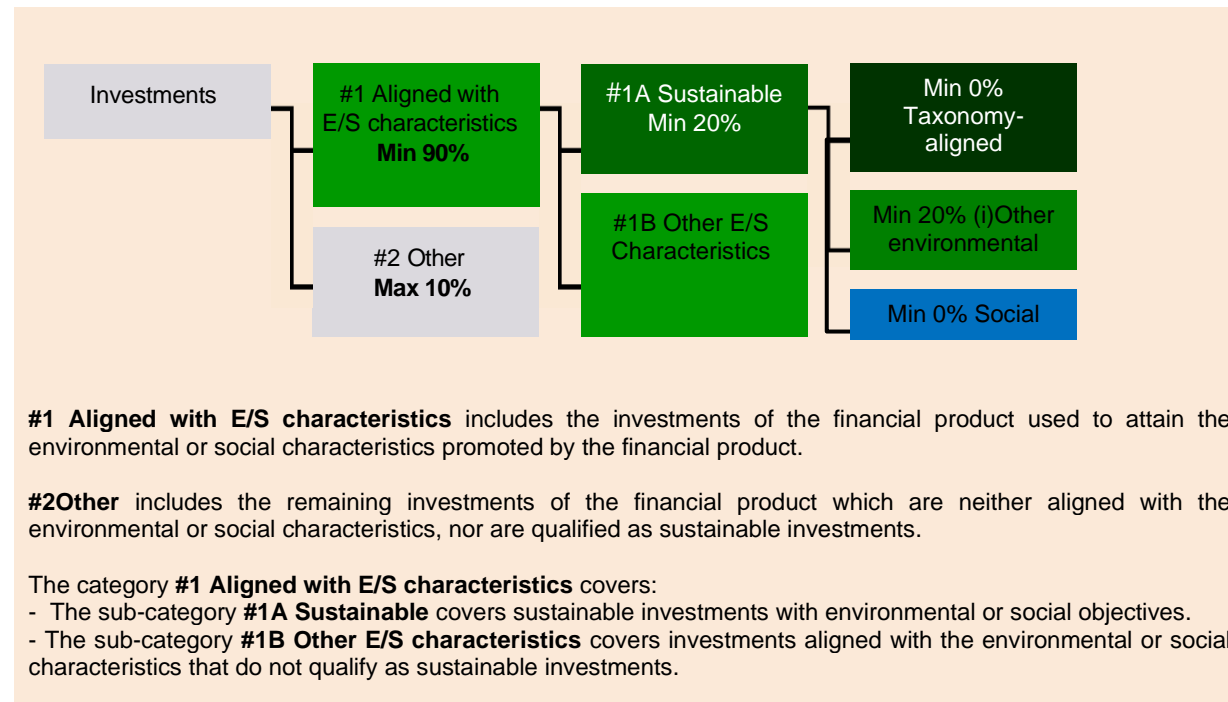 Investments
#1 Aligned with
E/S characteristics
Min 90%
#2 Other
Max 10%
#1A Sustainable
Min 20%
#1B Other E/S
Characteristics
Min 0%
Taxonomy-
aligned
Min 20% (i)Other
environmental
Min 0% Social
#1 Aligned with E/S characteristics includes the investments of the financial product used to attain the
environmental or social characteristics promoted by the financial product.
#2Other includes the remaining investments of the financial product which are neither aligned with the
environmental or social characteristics, nor are qualified as sustainable investments.
The category #1 Aligned with E/S characteristics covers:
- The sub-category #1A Sustainable covers sustainable investments with environmental or social objectives.
- The sub-category #1B Other E/S characteristics covers investments aligned with the environmental or social
characteristics that do not qualify as sustainable investments.